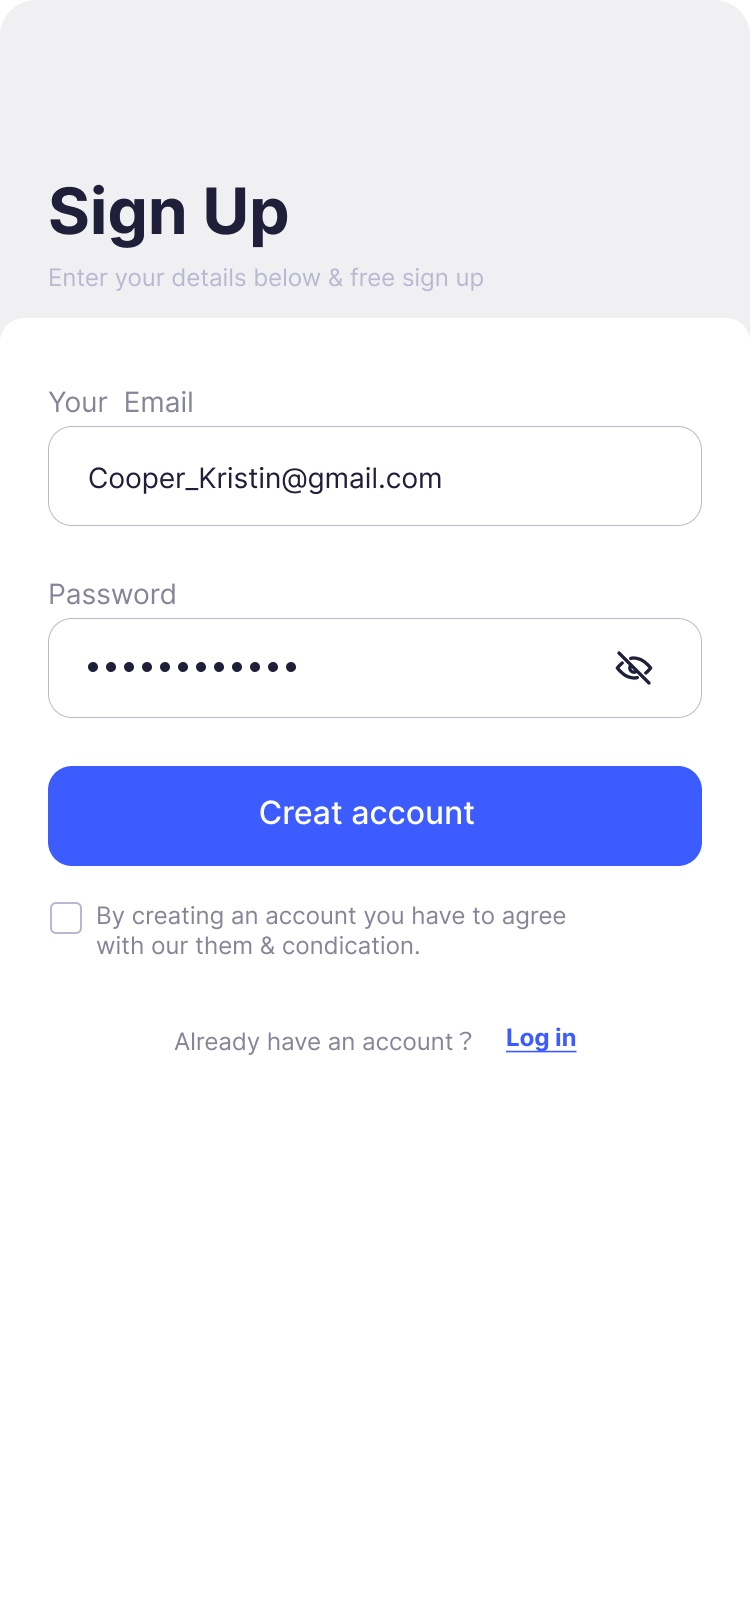 Sign Up
Enter your details below & free sign up
Your  Email
Cooper_Kristin@gmail.com
Password
••••••••••••
Creat account
By creating an account you have to agree
with our them & condication.
Already have an account？ Log in